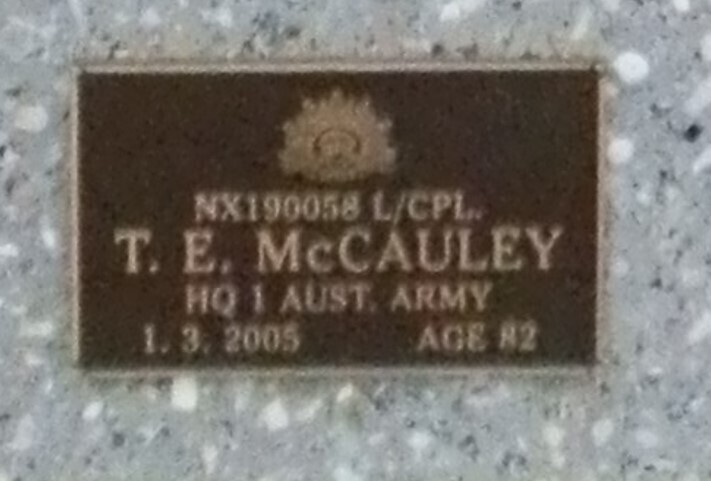 NX190058 L/CPL.
T. E. McCAULEY
HQ 1 AUST. ARMY
1. 3. 2005 AGE 82